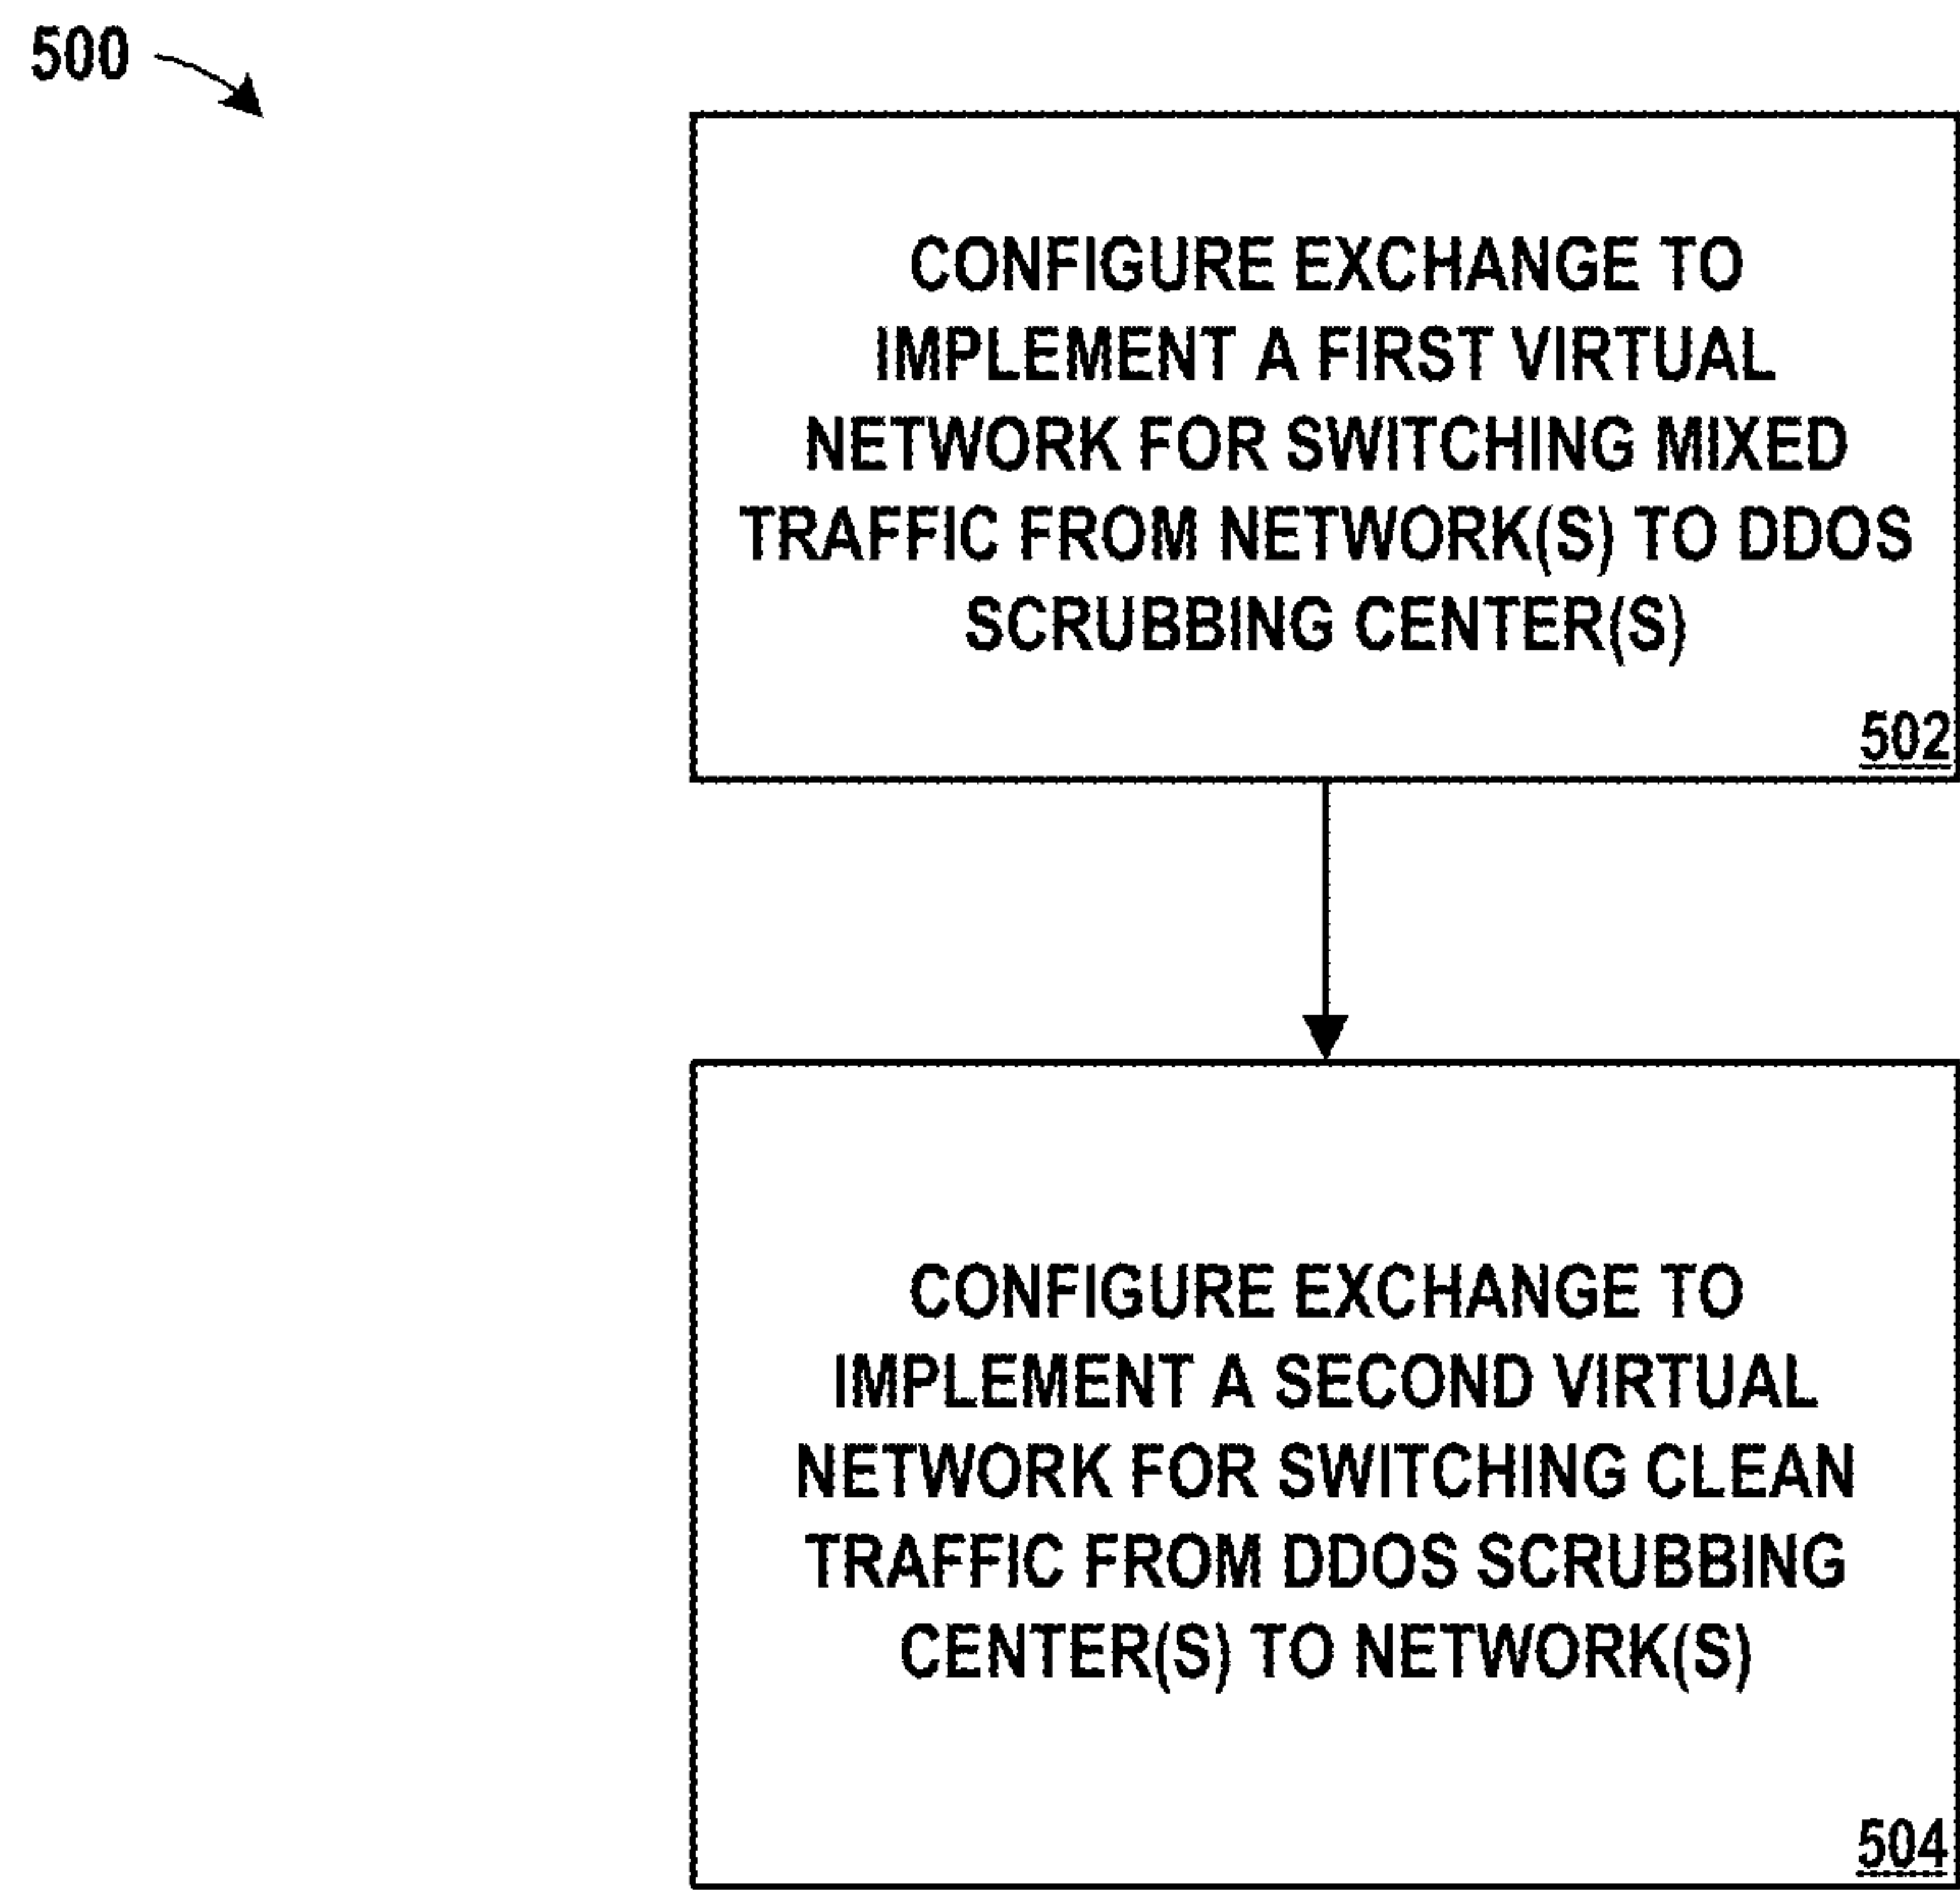 500
CONFIGURE EXCHANGE TO
IMPLEMENT A FIRST VIRTUAL
NETWORK FOR SWITCHING MIXED
TRAFFIC FROM NETWORK(S) TO DDOS
SCRUBBING CENTER(S)
502
CONFIGURE EXCHANGE TO
IMPLEMENT A SECOND VIRTUAL
NETWORK FOR SWITCHING CLEAN
TRAFFIC FROM DDOS SCRUBBING
CENTER(S) TO NETWORK(S)
504